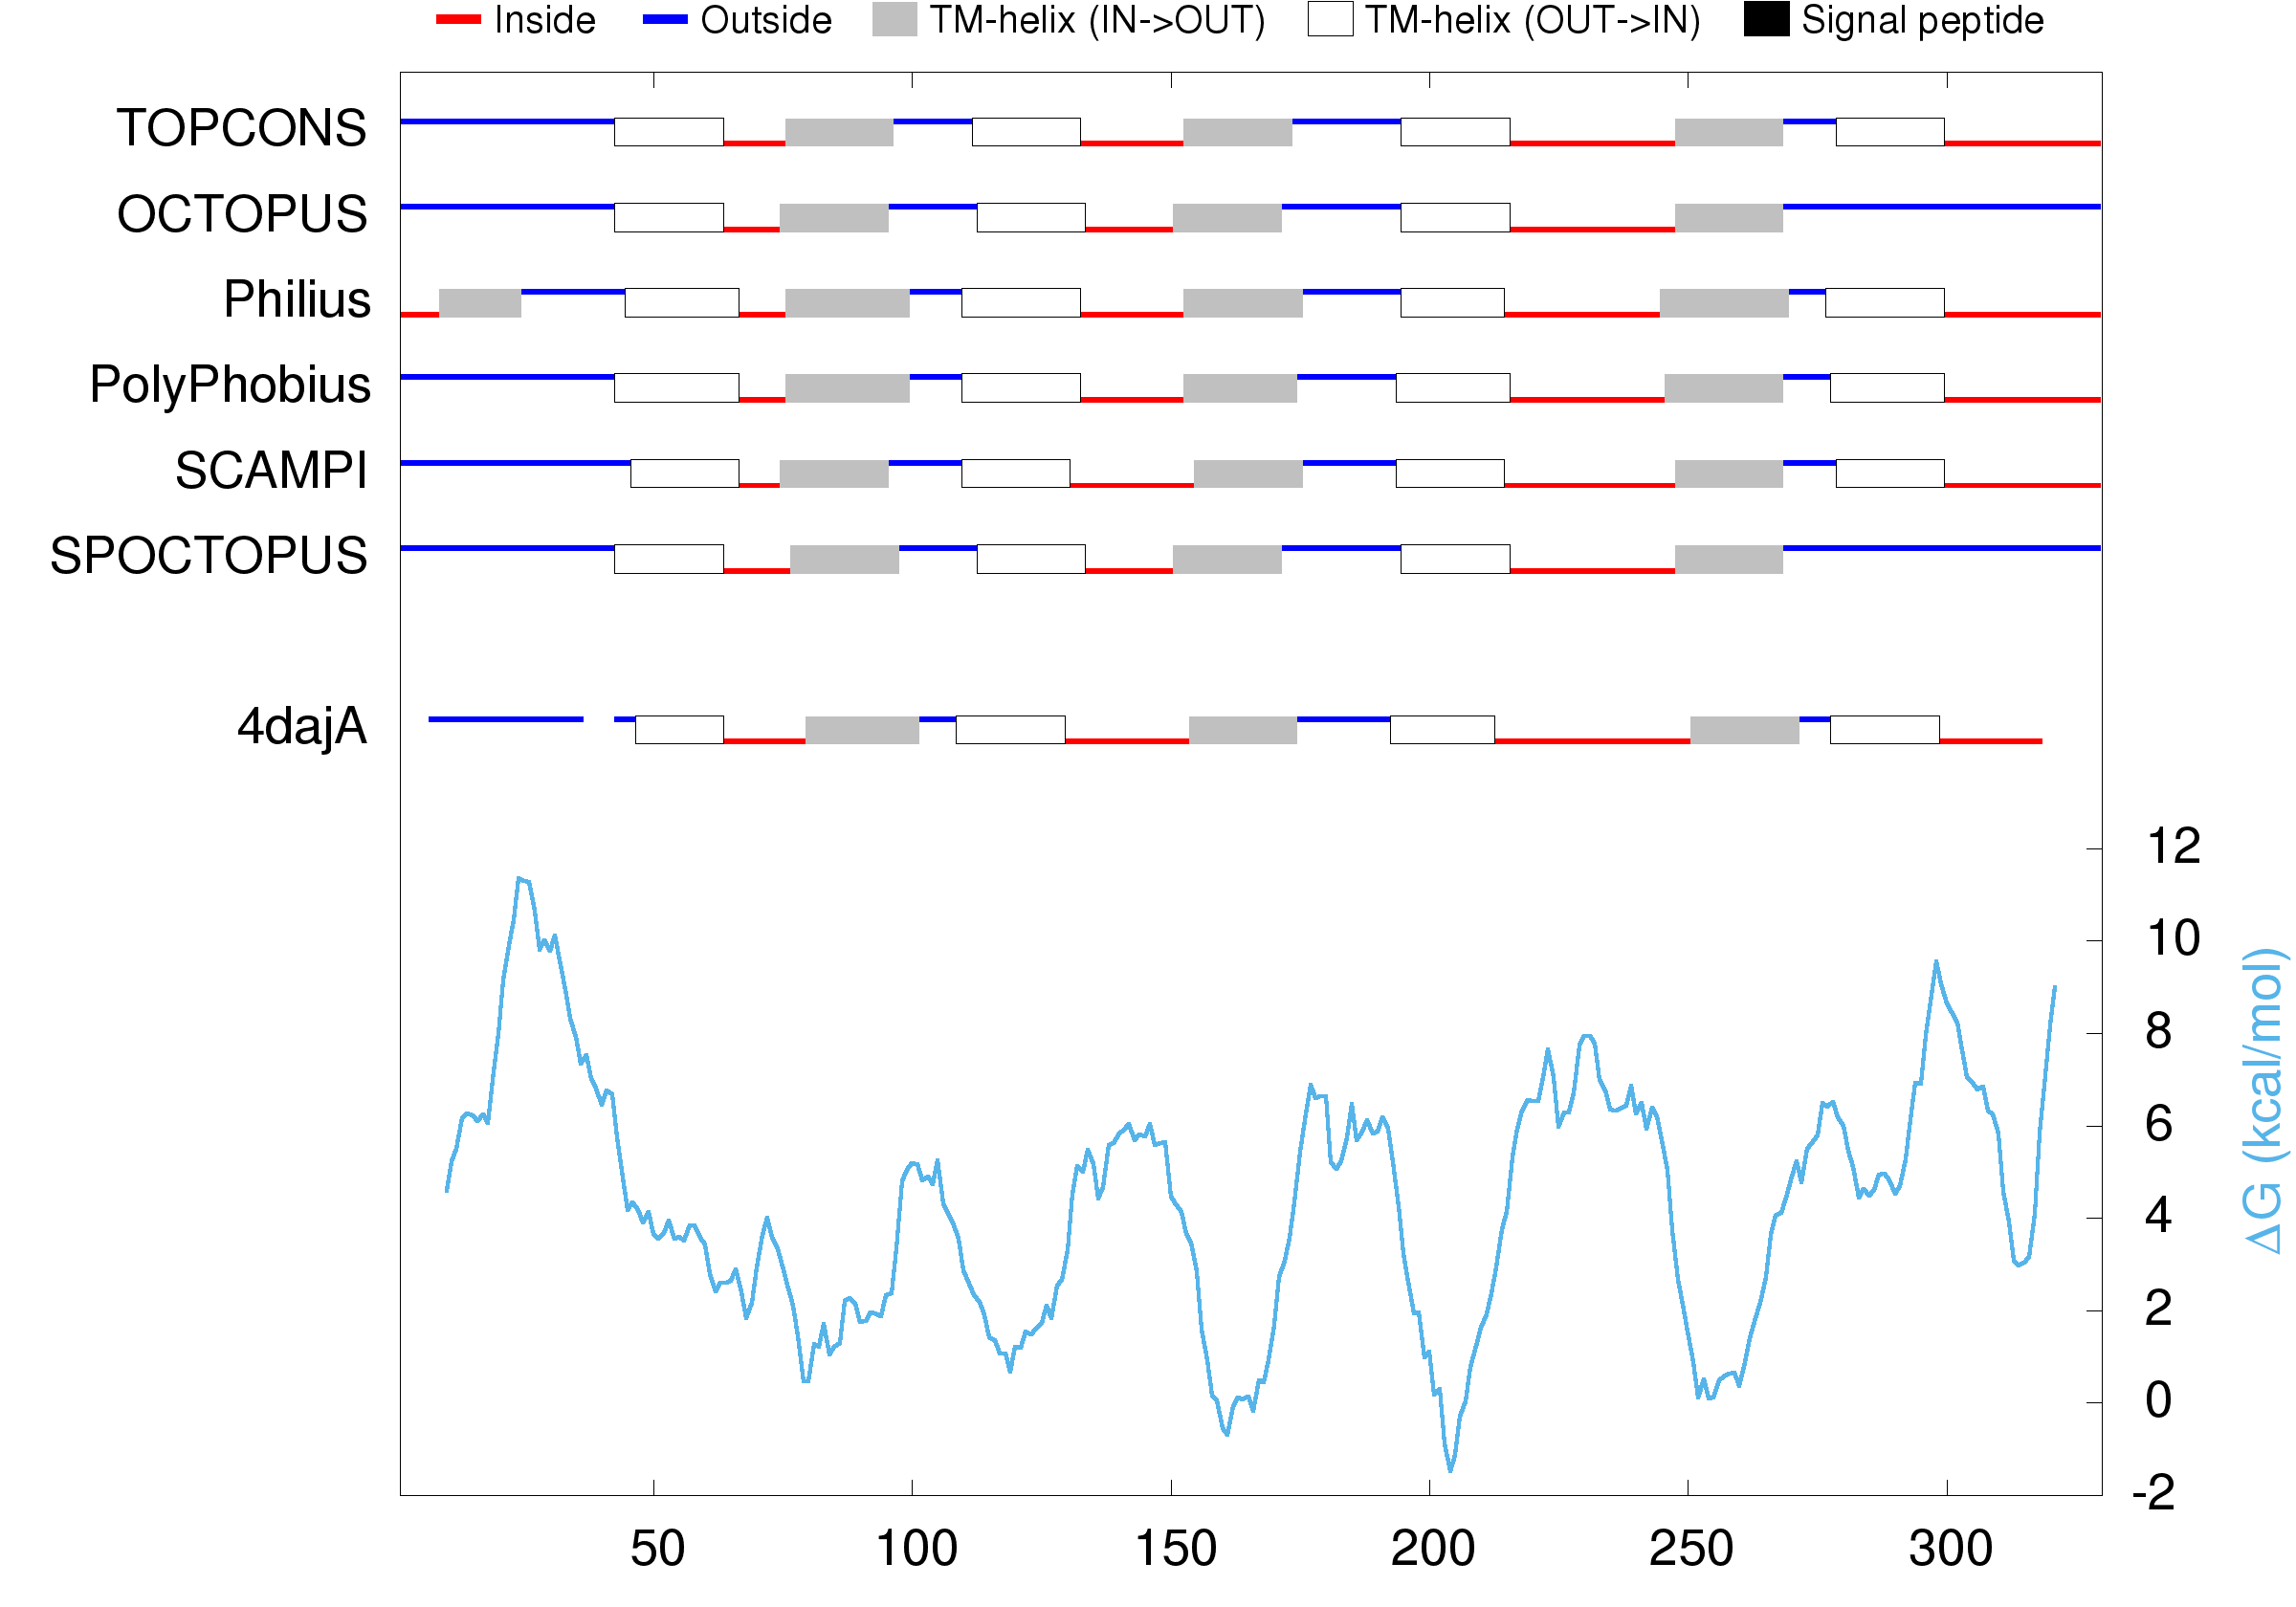 Inside Outside TM-helix (IN->OUT) TM-helix (OUT->IN) Signal peptide
TOPCONS
OCTOPUS
Philius
PolyPhobius
SCAMPI
SPOCTOPUS
4dajA
12
10
8
6
4
2
0
-2
ΔG (kcal/mol)
50 100 150 200 250 300